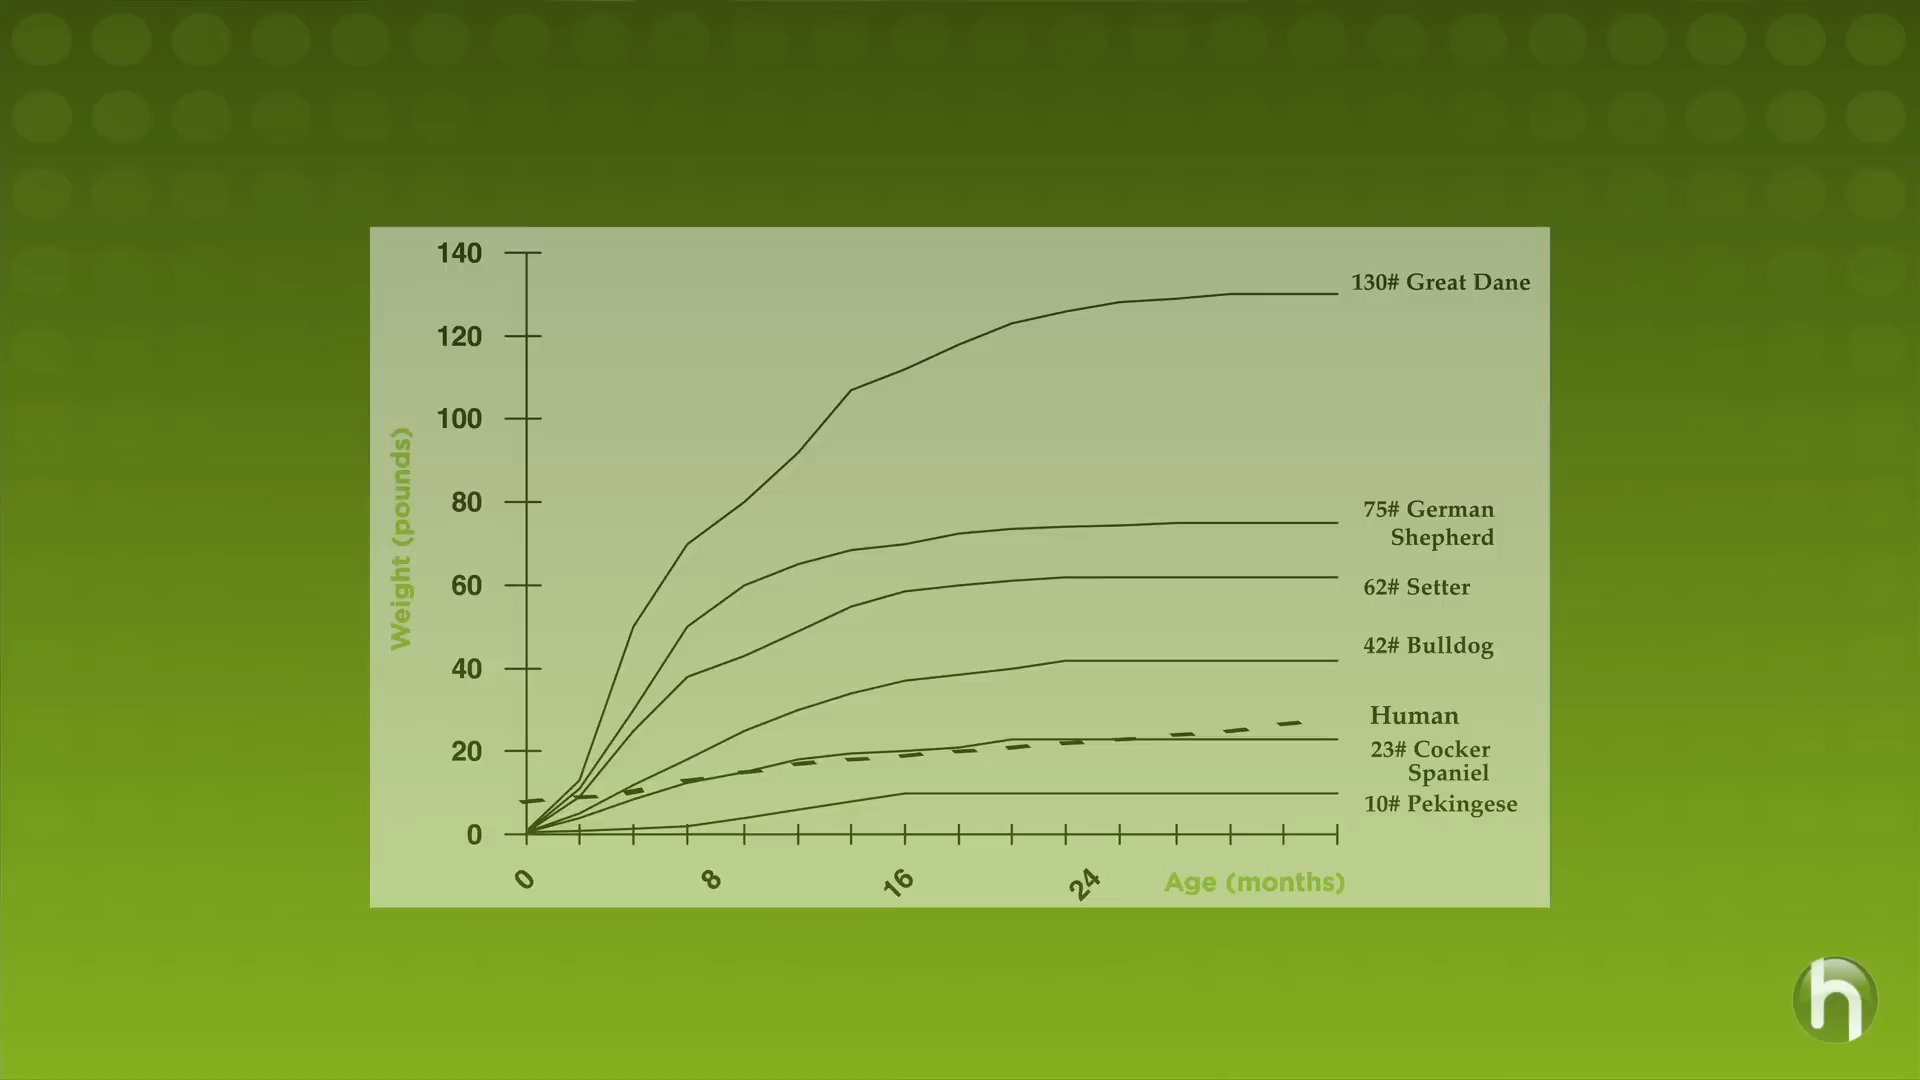 140
130# Great Dane
120
100
80
75# German
Shepherd
60
62# Setter
42# Bulldog
40
Human
20
23# Cocker
Spaniel
10# Pekingese
0
Weight (pounds)
0
8
16
24
Age (months)
h